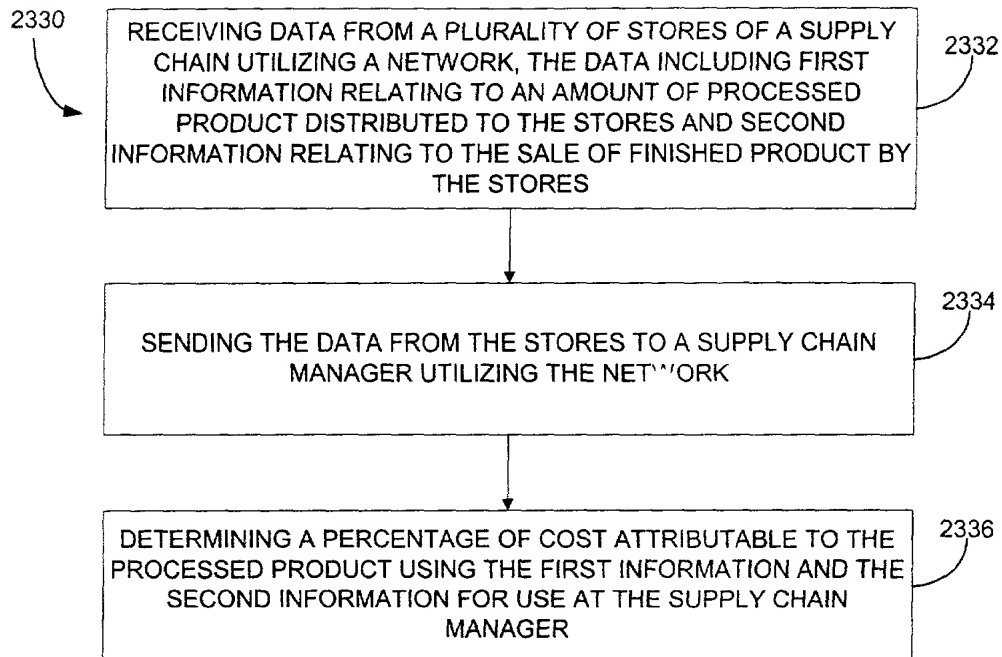 2330
RECEIVING DATA FROM A PLURALITY OF STORES OF A SUPPLY
CHAIN UTILIZING A NETWORK, THE DATA INCLUDING FIRST
INFORMATION RELATING TO AN AMOUNT OF PROCESSED
PRODUCT DISTRIBUTED TO THE STORES AND SECOND
INFORMATION RELATING TO THE SALE OF FINISHED PRODUCT BY
THE STORES
2332
SENDING THE DATA FROM THE STORES TO A SUPPLY CHAIN
MANAGER UTILIZING THE NETWORK
2334
DETERMINING A PERCENTAGE OF COST ATTRIBUTABLE TO THE
PROCESSED PRODUCT USING THE FIRST INFORMATION AND THE
SECOND INFORMATION FOR USE AT THE SUPPLY CHAIN
MANAGER
2336